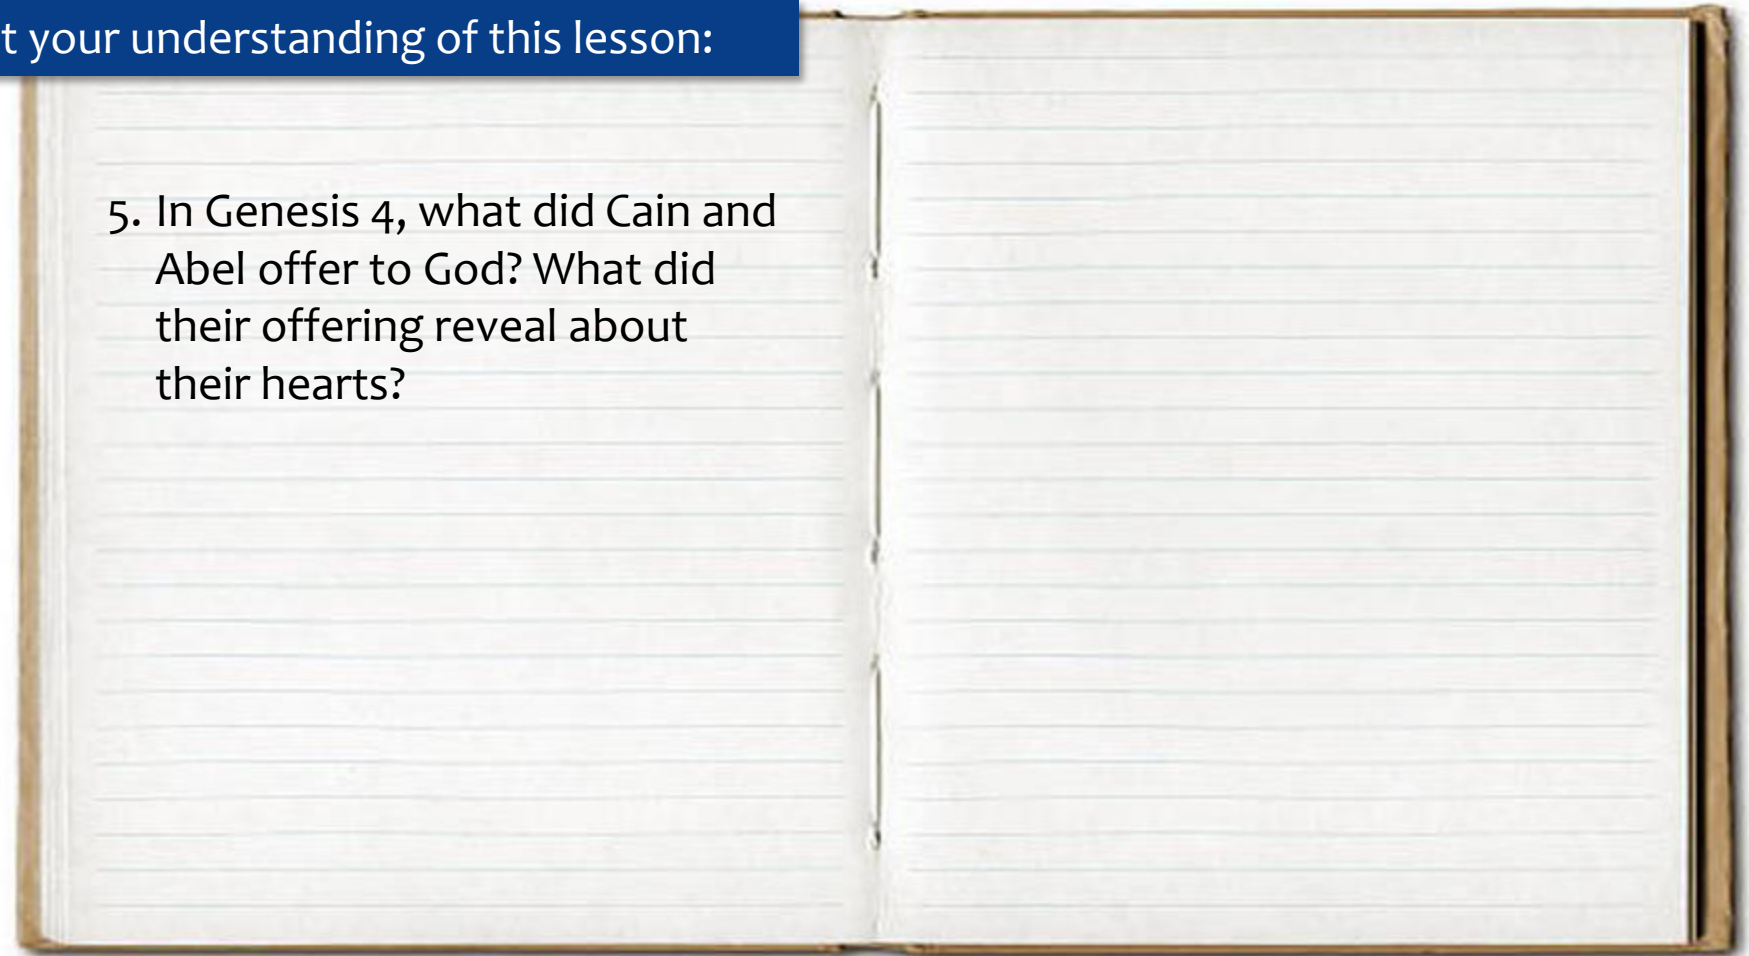 t your understanding of this lesson:
5. In Genesis 4, what did Cain and
Abel offer to God? What did
their offering reveal about
their hearts?